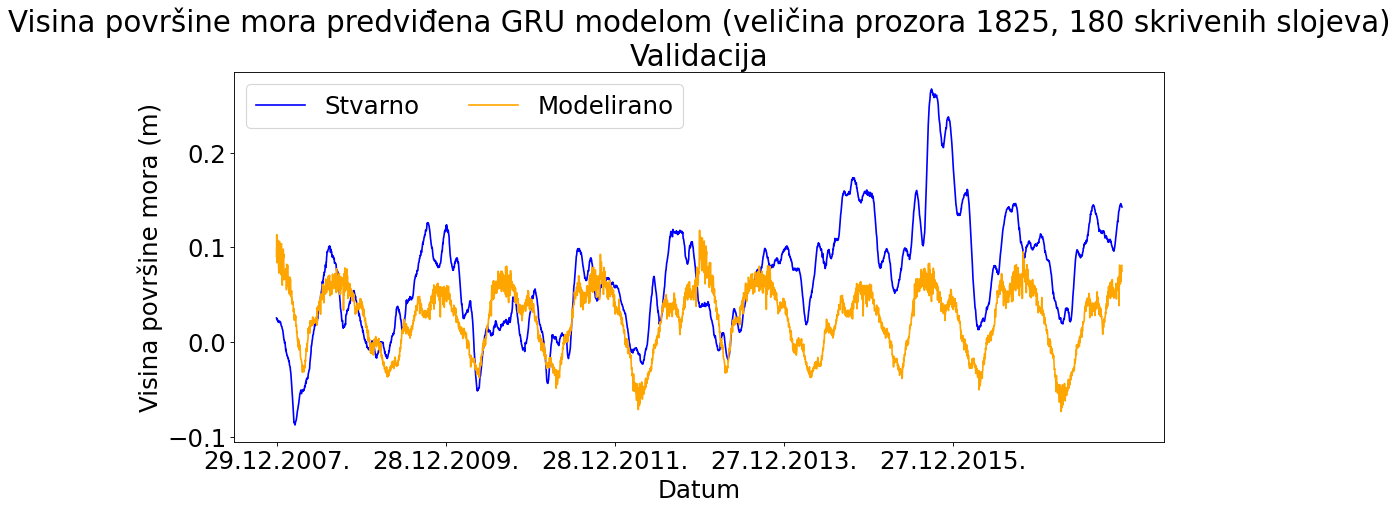 Visina površine mora predviđena GRU modelom (veličina prozora 1825, 180 skrivenih slojeva)
Validacija
Stvarno
Modelirano
Visina površine mora (m)
0.2
0.1
0.0
−0.1
29.12.2007.
28.12.2009.
28.12.2011.
27.12.2013.
27.12.2015.
Datum